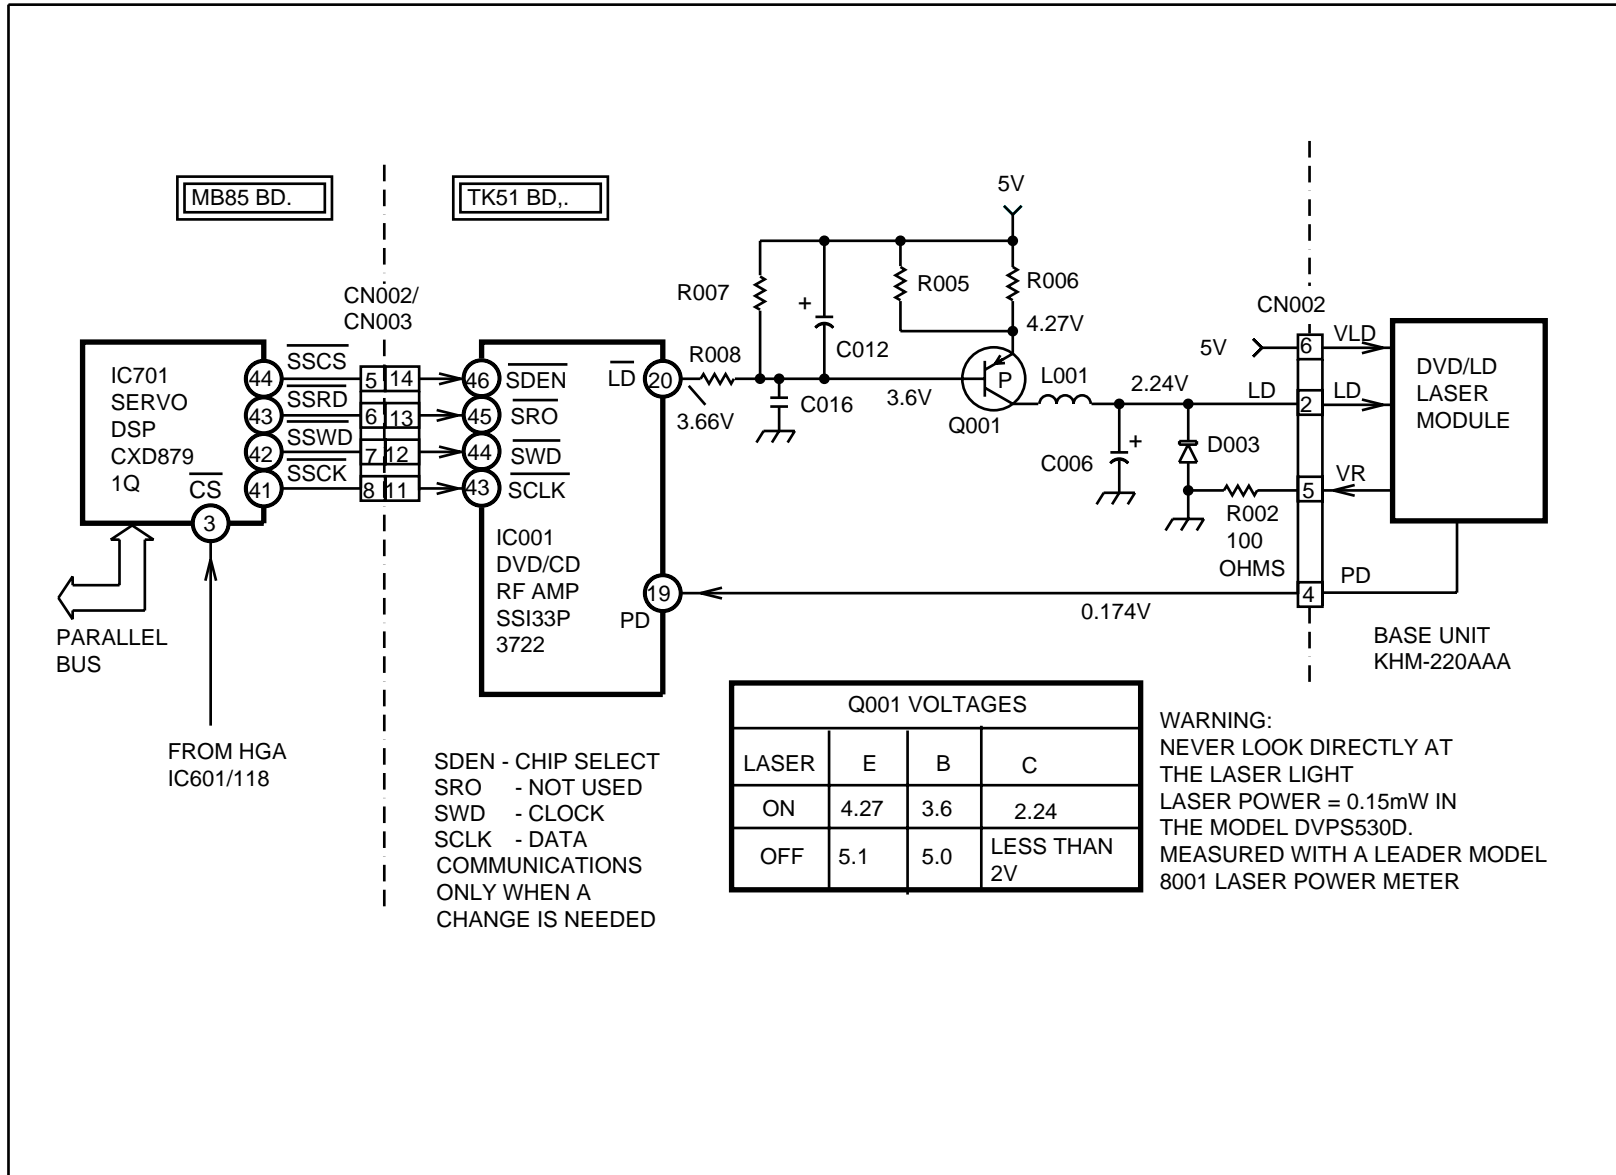 MB85 BD.
TK51 BD,.
5V
CN002/
CN003
R007
R005
R006
CN002
4.27V
+
C012
R008
5V
6
VLD
IC701
SERVO
DSP
CXD879
1Q
SSCS
44
5
14
46
SDEN
LD
20
SSRD
43
6
13
45
SRO
SSWD
42
7
12
44
SWD
SSCK
41
8
11
43
SCLK
CS
3
3.66V
C016
3.6V
P
Q001
L001
2.24V
LD
2
LD
DVD/LD
LASER
MODULE
+
C006
D003
5
VR
R002
100
OHMS
IC001
DVD/CD
RF AMP
SSI33P
3722
19
PD
0.174V
4
PD
PARALLEL
BUS
BASE UNIT
KHM-220AAA
FROM HGA
IC601/118
SDEN - CHIP SELECT
SRO - NOT USED
SWD - CLOCK
SCLK - DATA
COMMUNICATIONS
ONLY WHEN A
CHANGE IS NEEDED
Q001 VOLTAGES
LASER E B C
ON 4.27 3.6 2.24
OFF 5.1 5.0 LESS THAN
2V
WARNING:
NEVER LOOK DIRECTLY AT
THE LASER LIGHT
LASER POWER = 0.15mW IN
THE MODEL DVPS530D.
MEASURED WITH A LEADER MODEL
8001 LASER POWER METER